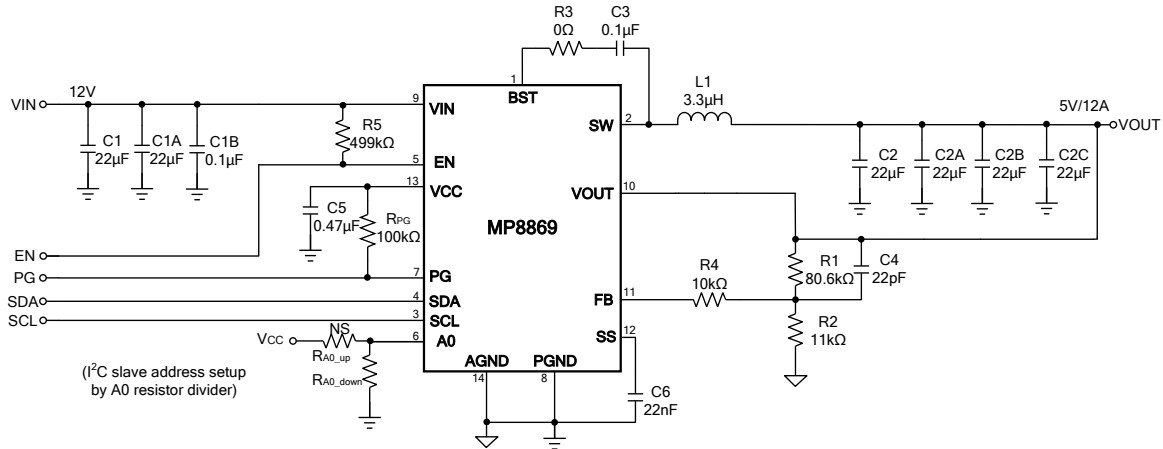 R3
0Ω
C3
0.1µF
1
BST
L1
3.3µH
VIN
12V
9
VIN
SW
2
5V/12A
VOUT
C1
22µF
C1A
22µF
C1B
0.1µF
R5
499kΩ
5
EN
C2
22µF
C2A
22µF
C2B
22µF
C2C
22µF
13
VCC
VOUT
10
C5
0.47µF
RPG
100kΩ
MP8869
EN
PG
7
PG
R1
80.6kΩ
C4
22pF
R4
10kΩ
FB
11
SDA
4
SDA
SCL
3
SCL
R2
11kΩ
SS
12
VCC
NS
6
A0
RA0_up
RA0_down
AGND
PGND
14
8
C6
22nF
(I²C slave address setup
by A0 resistor divider)